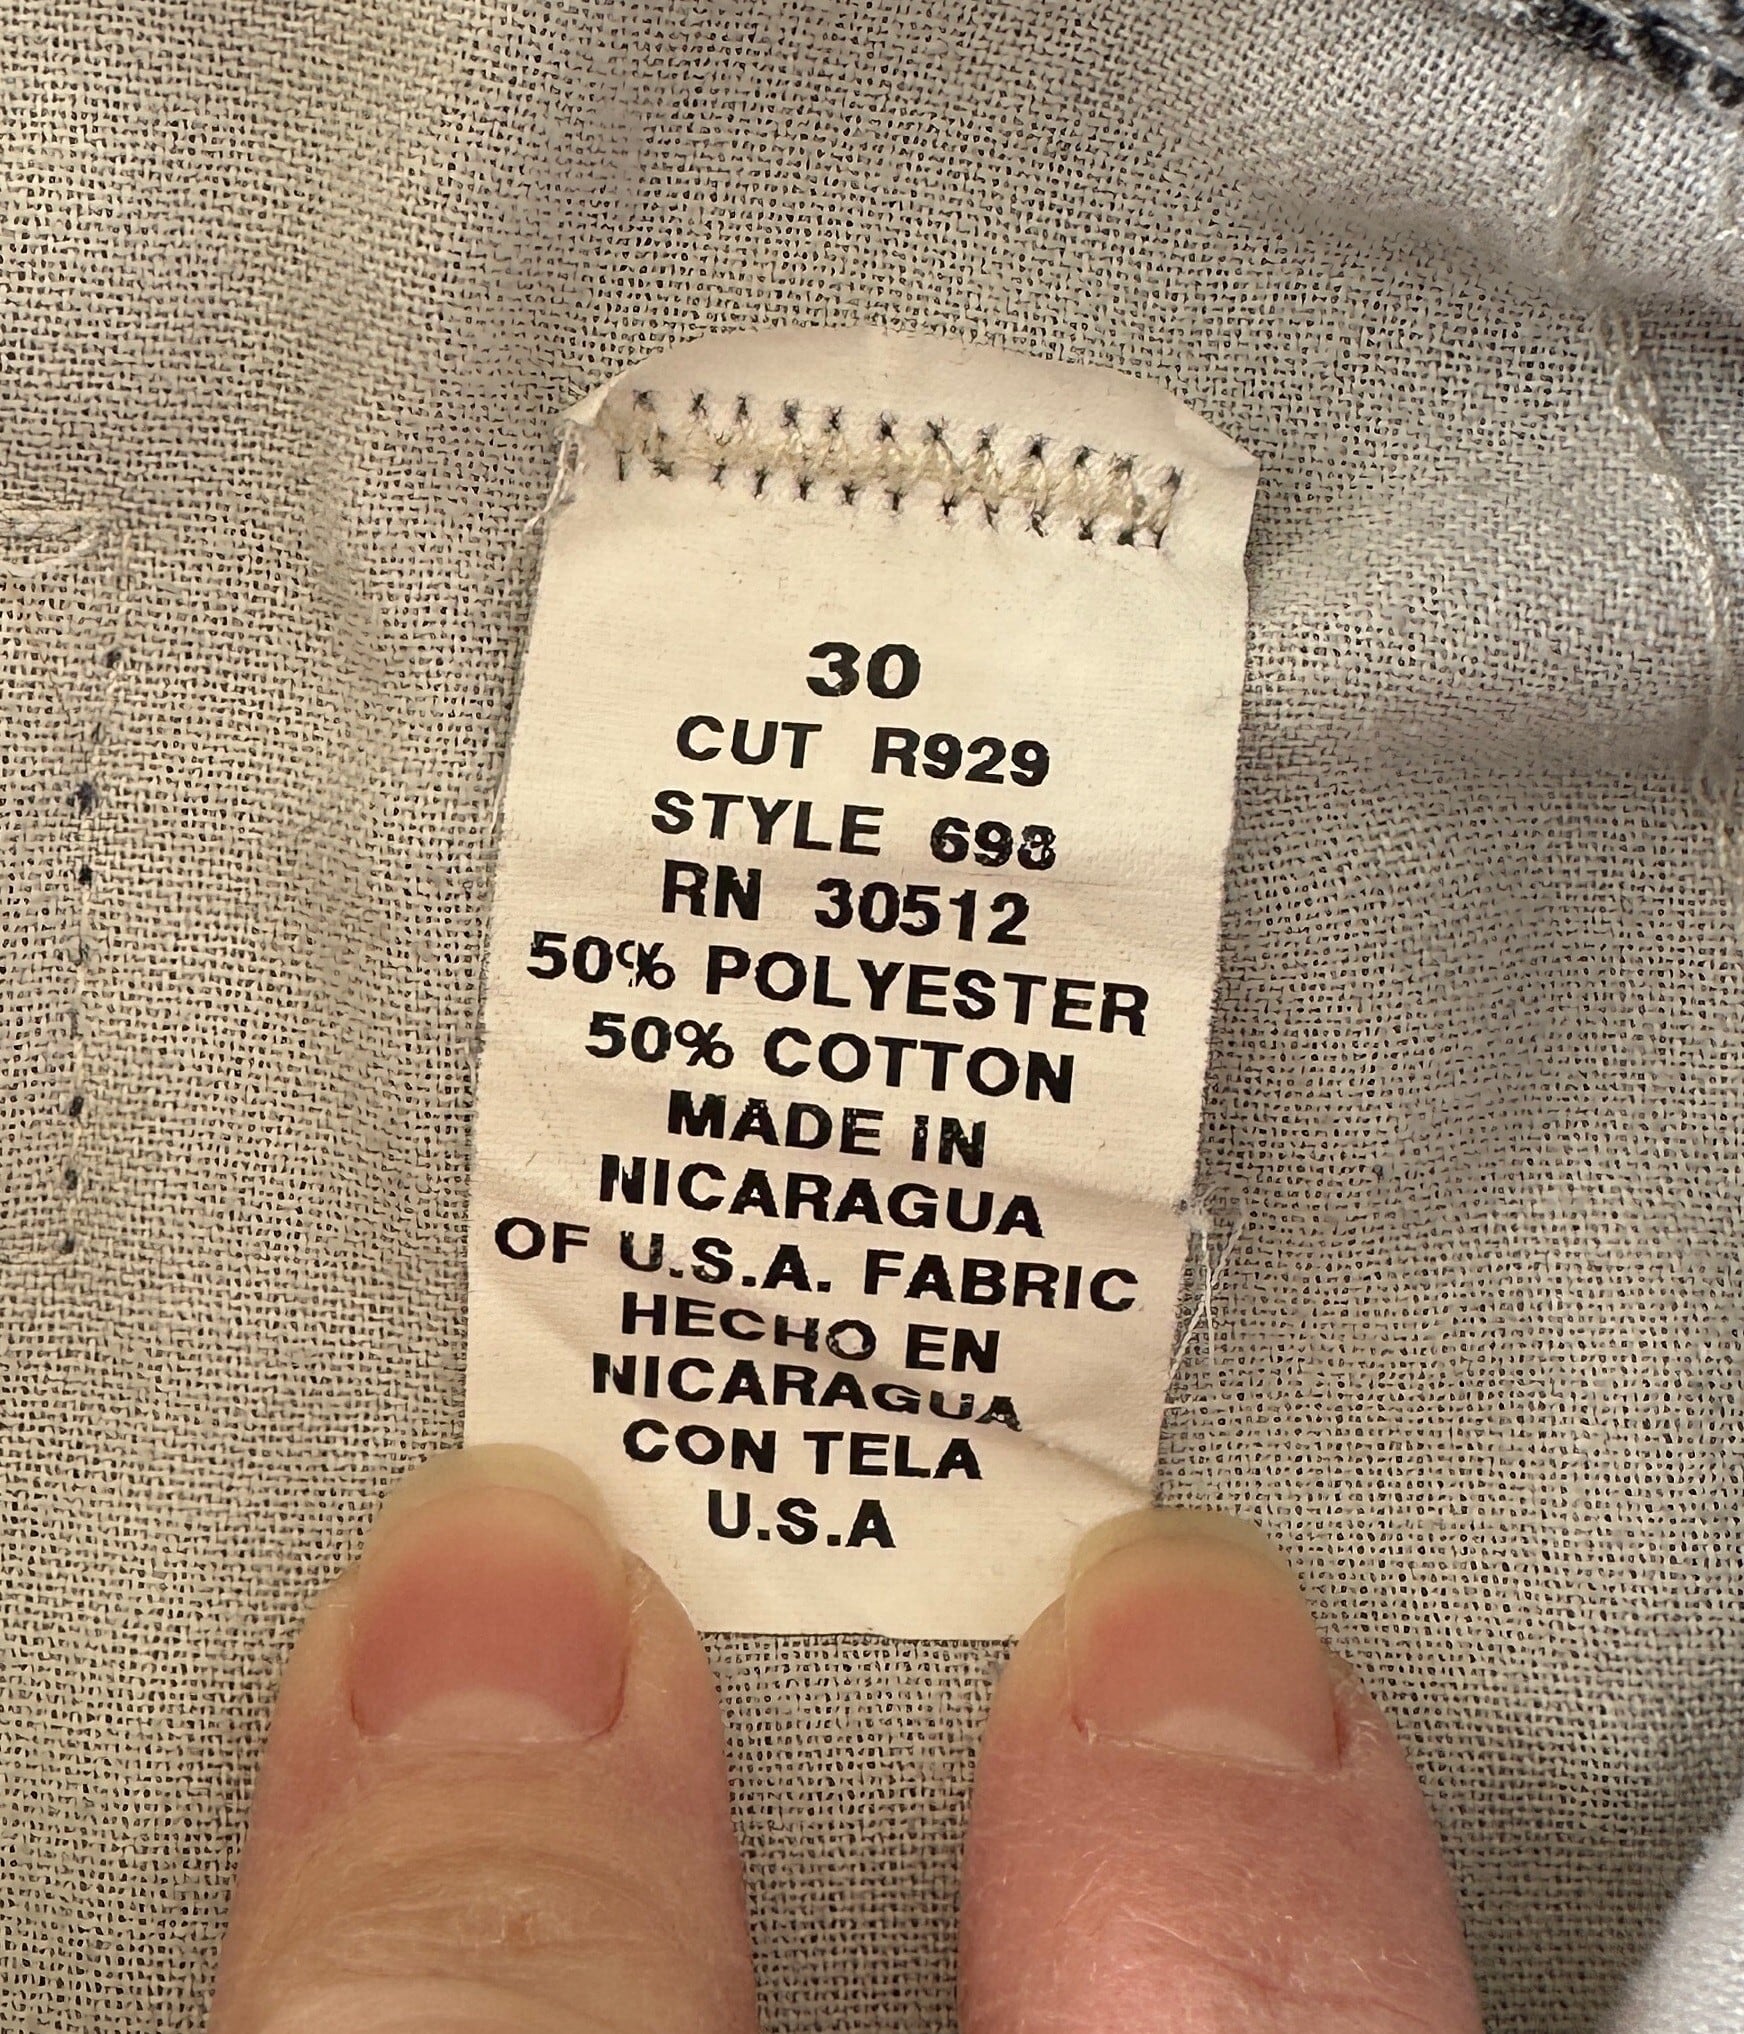 30
CUT R929
STYLE 698
RN 30512
50% POLYESTER
50% COTTON
MADE IN
NICARAGUA
OF U.S.A. FABRIC
HECHO EN
NICARAGUA
CON TELA
U.S.A